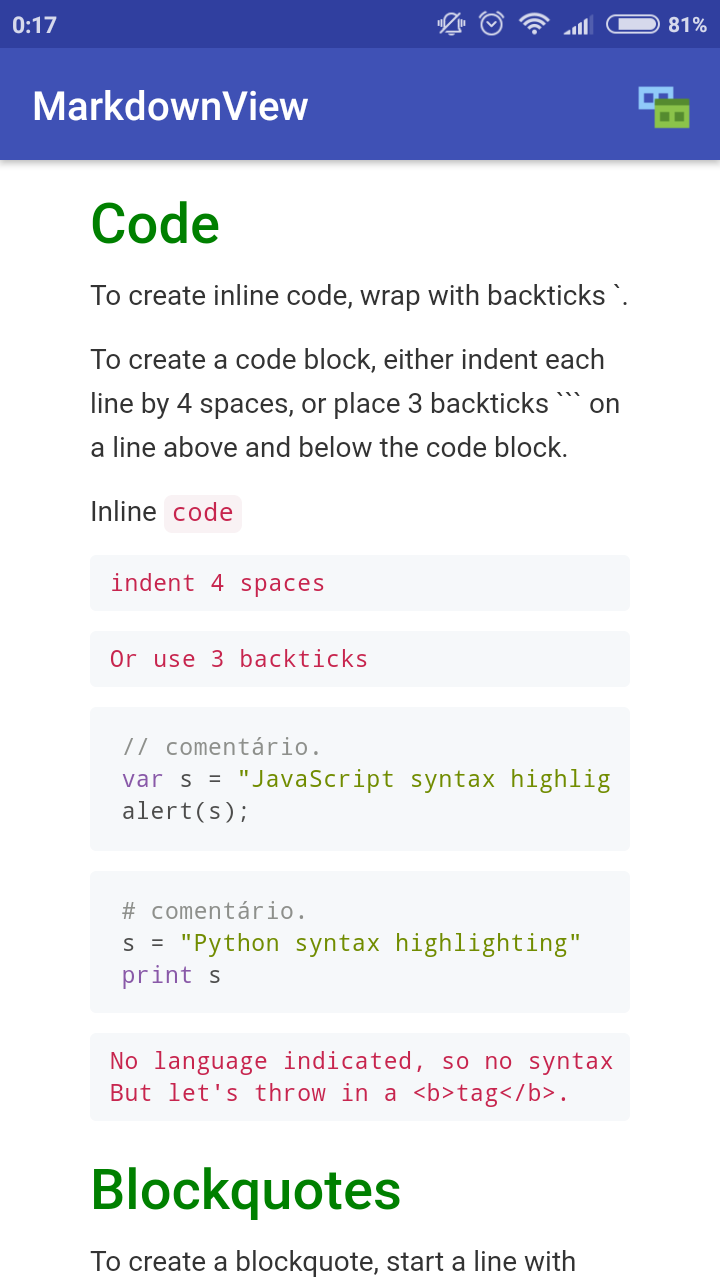 0:17
81%
MarkdownView
Code
To create inline code, wrap with backticks `.
To create a code block, either indent each
line by 4 spaces, or place 3 backticks ``` on
a line above and below the code block.
Inline code
indent 4 spaces
Or use 3 backticks
// comentário.
var s = "JavaScript syntax highlig
alert(s);
# comentário.
s = "Python syntax highlighting"
print s
No language indicated, so no syntax
But let's throw in a <b>tag</b>.
Blockquotes
To create a blockquote, start a line with